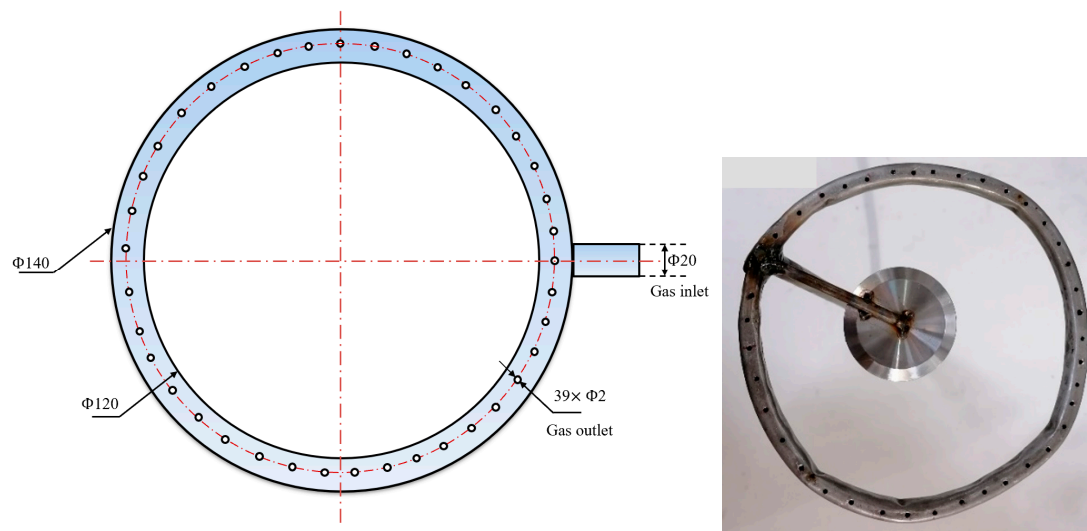 Φ140
Φ20
Gas inlet
Φ120
39× Φ2
Gas outlet